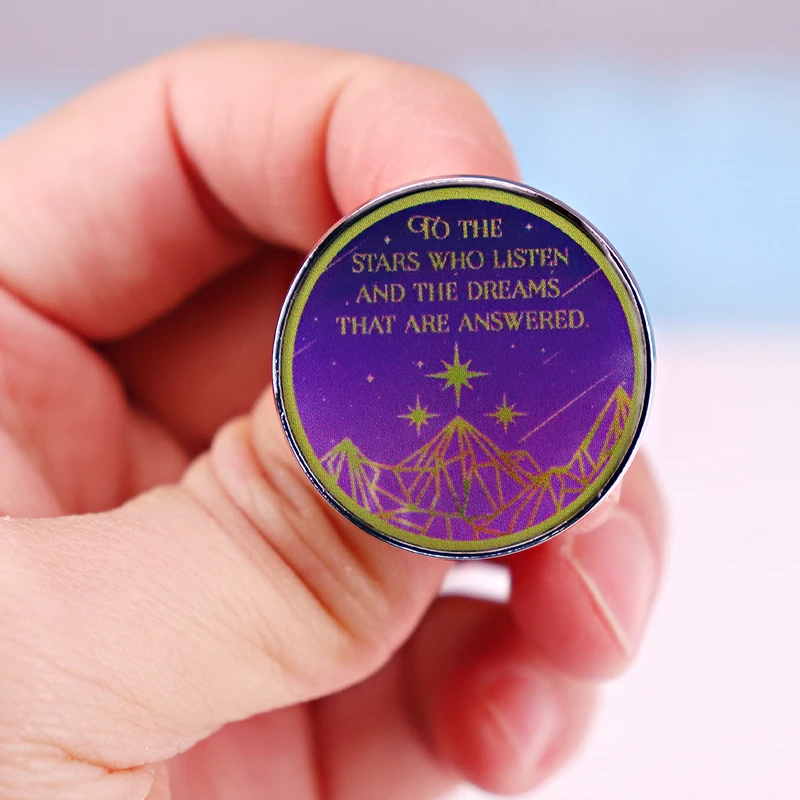 TO THE
STARS WHO LISTEN
AND THE DREAMS
THAT ARE ANSWERED.